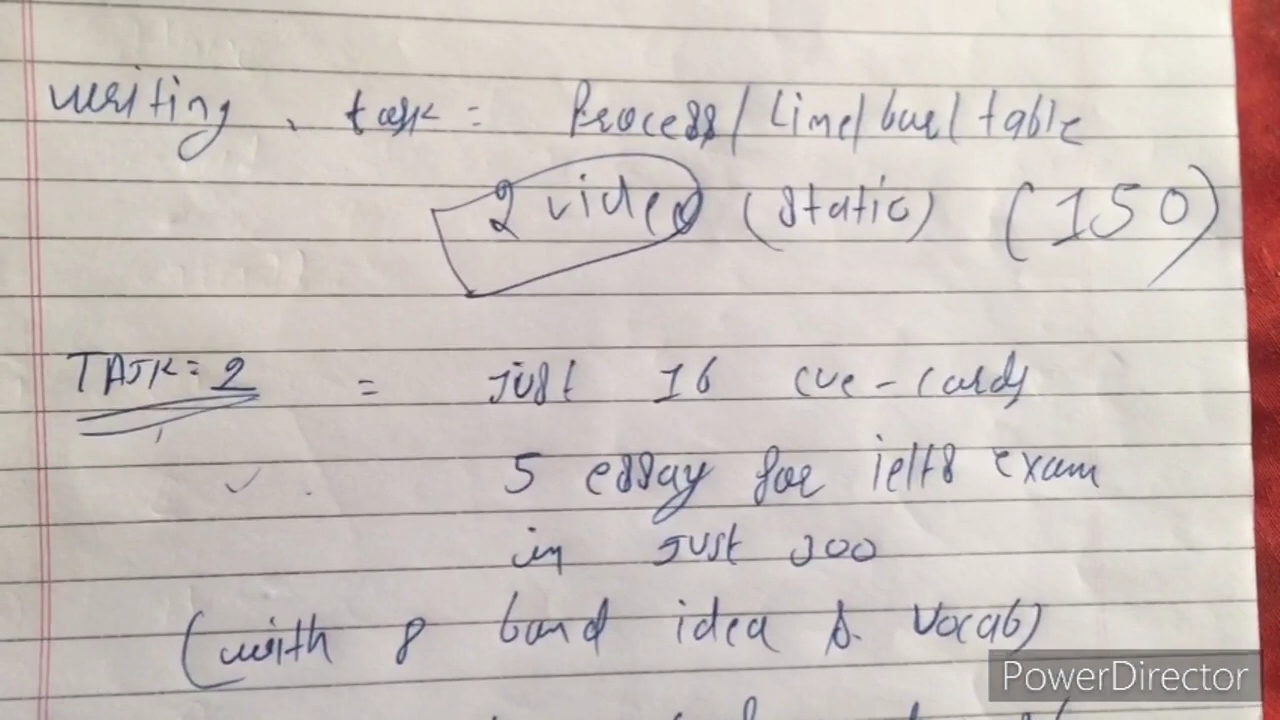 writing . task = Process/Line/bar/table
2 video (static) (150)
TASK = 2 = just 16 cue-cards
5 essay for ielts exam
in Just 300
(with 8 band idea & vocab)
PowerDirector